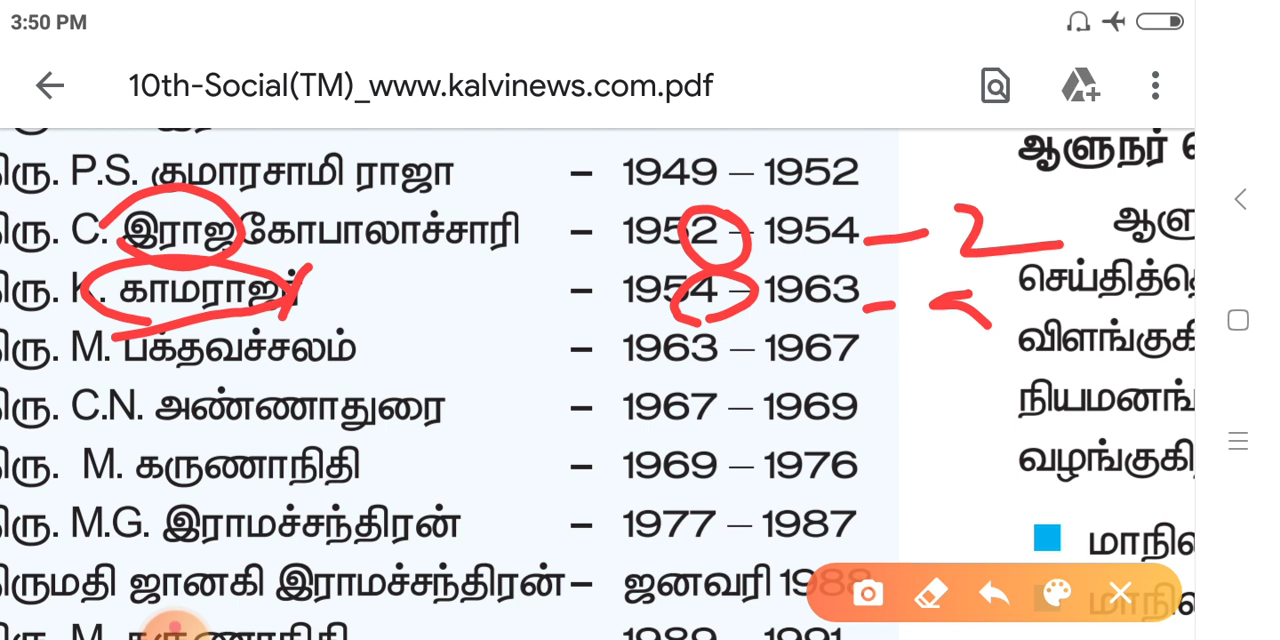 3:50 PM
10th-Social(TM)_www.kalvinews.com.pdf
திரு. P.S. குமாரசாமி ராஜா – 1949 – 1952
திரு. C. இராஜகோபாலாச்சாரி – 1952 – 1954 – 2
திரு. K. காமராஜர் – 1954 – 1963
திரு. M. பக்தவச்சலம் – 1963 – 1967
திரு. C.N. அண்ணாதுரை – 1967 – 1969
திரு. M. கருணாநிதி – 1969 – 1976
திரு. M.G. இராமச்சந்திரன் – 1977 – 1987
திருமதி ஜானகி இராமச்சந்திரன் – ஜனவரி 1988
1989 – 1991
ஆளுநர்
ஆளு
செய்தித்தெ
விளங்குகி
நியமனங்
வழங்குகி
மாநில
மாநில